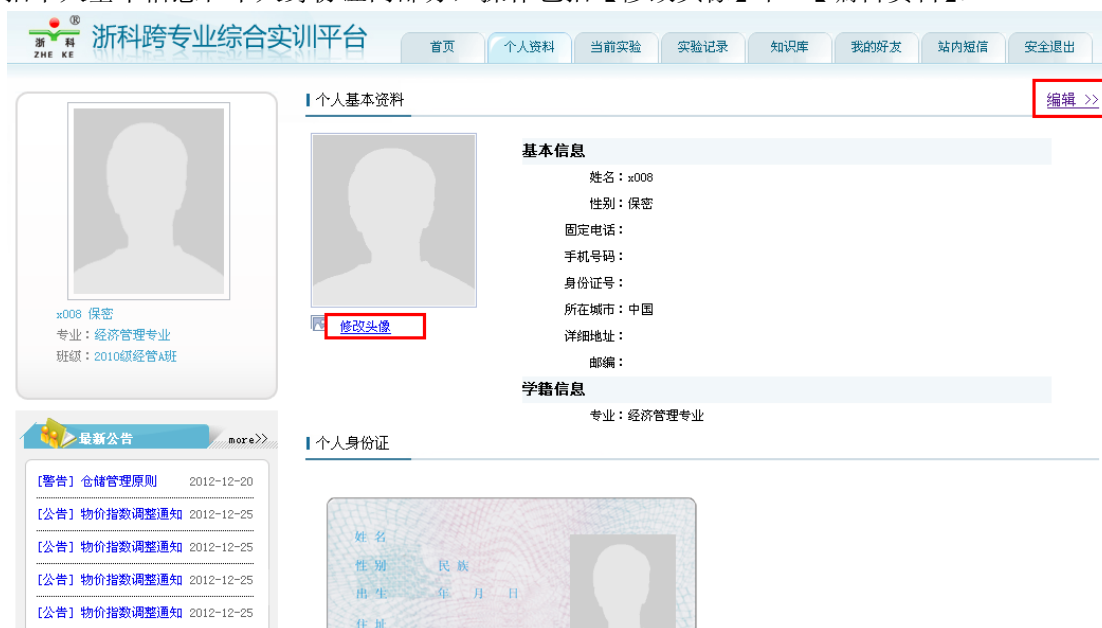 浙科
ZHE KE
®
浙科跨专业综合实训平台
首页
个人资料
当前实验
实验记录
知识库
我的好友
站内短信
安全退出
x008 保密
专业：经济管理专业
班级：2010级经管A班
最新公告
more>>
[警告] 仓储管理原则 2012-12-20
[公告] 物价指数调整通知 2012-12-25
[公告] 物价指数调整通知 2012-12-25
[公告] 物价指数调整通知 2012-12-25
[公告] 物价指数调整通知 2012-12-25
个人基本资料
编辑 >>
修改头像
基本信息
姓名：x008
性别：保密
固定电话：
手机号码：
身份证号：
所在城市：中国
详细地址：
邮编：
学籍信息
专业：经济管理专业
个人身份证
姓名
性别 民族
出生 年 月 日
住址